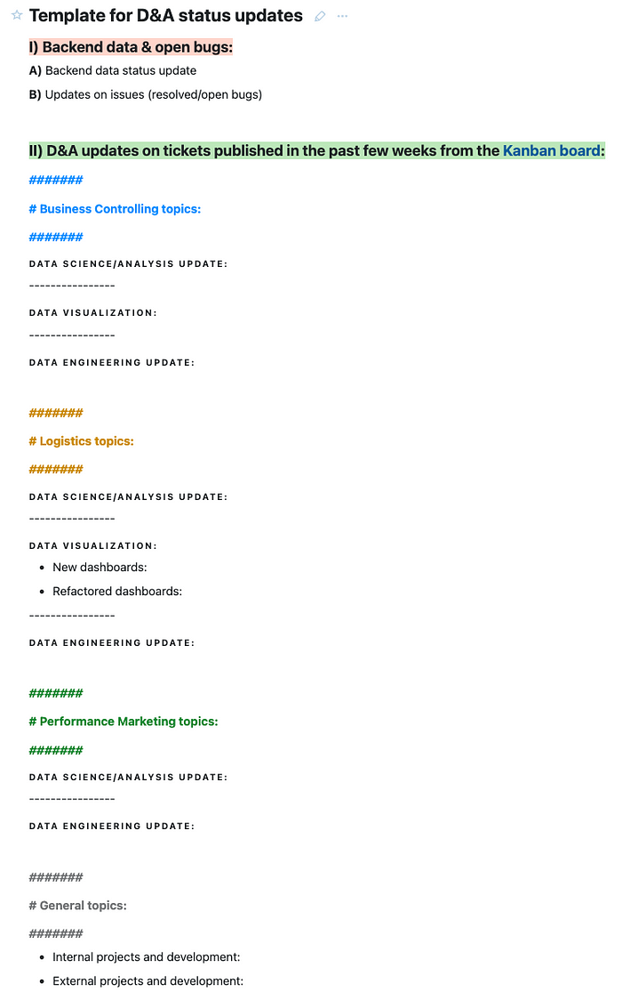 Template for D&A status updates
I) Backend data & open bugs:
A) Backend data status update
B) Updates on issues (resolved/open bugs)
II) D&A updates on tickets published in the past few weeks from the Kanban board:
#######
# Business Controlling topics:
#######
DATA SCIENCE/ANALYSIS UPDATE:
----------------
DATA VISUALIZATION:
----------------
DATA ENGINEERING UPDATE:
#######
# Logistics topics:
#######
DATA SCIENCE/ANALYSIS UPDATE:
----------------
DATA VISUALIZATION:
• New dashboards:
• Refactored dashboards:
----------------
DATA ENGINEERING UPDATE:
#######
# Performance Marketing topics:
#######
DATA SCIENCE/ANALYSIS UPDATE:
----------------
DATA ENGINEERING UPDATE:
#######
# General topics:
#######
• Internal projects and development:
• External projects and development: